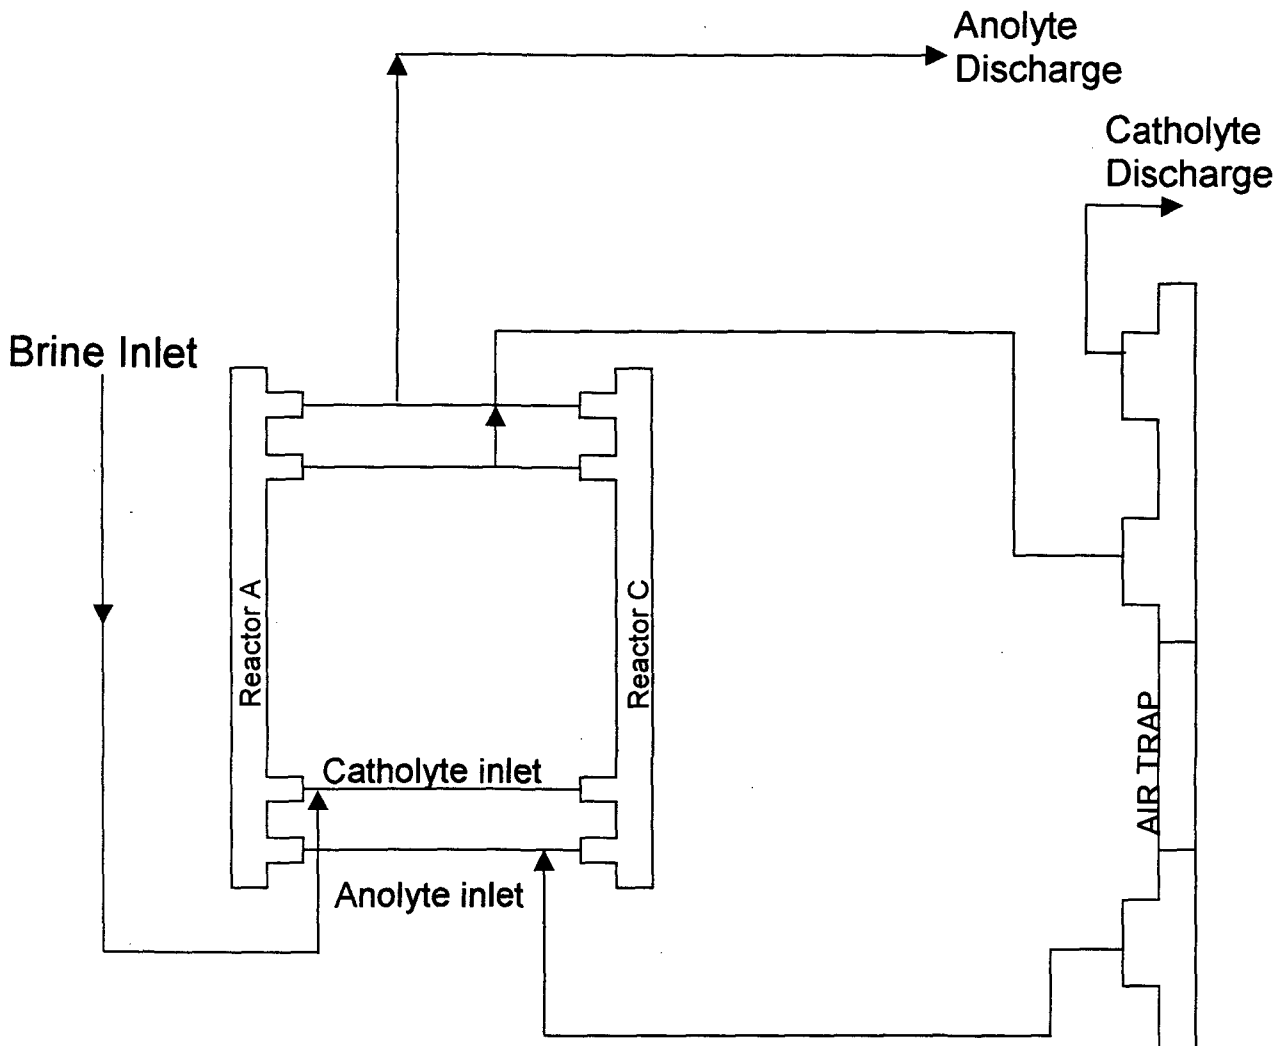 Anolyte
Discharge
Catholyte
Discharge
Brine Inlet
Reactor A
Reactor C
Catholyte inlet
AIR TRAP
Anolyte inlet